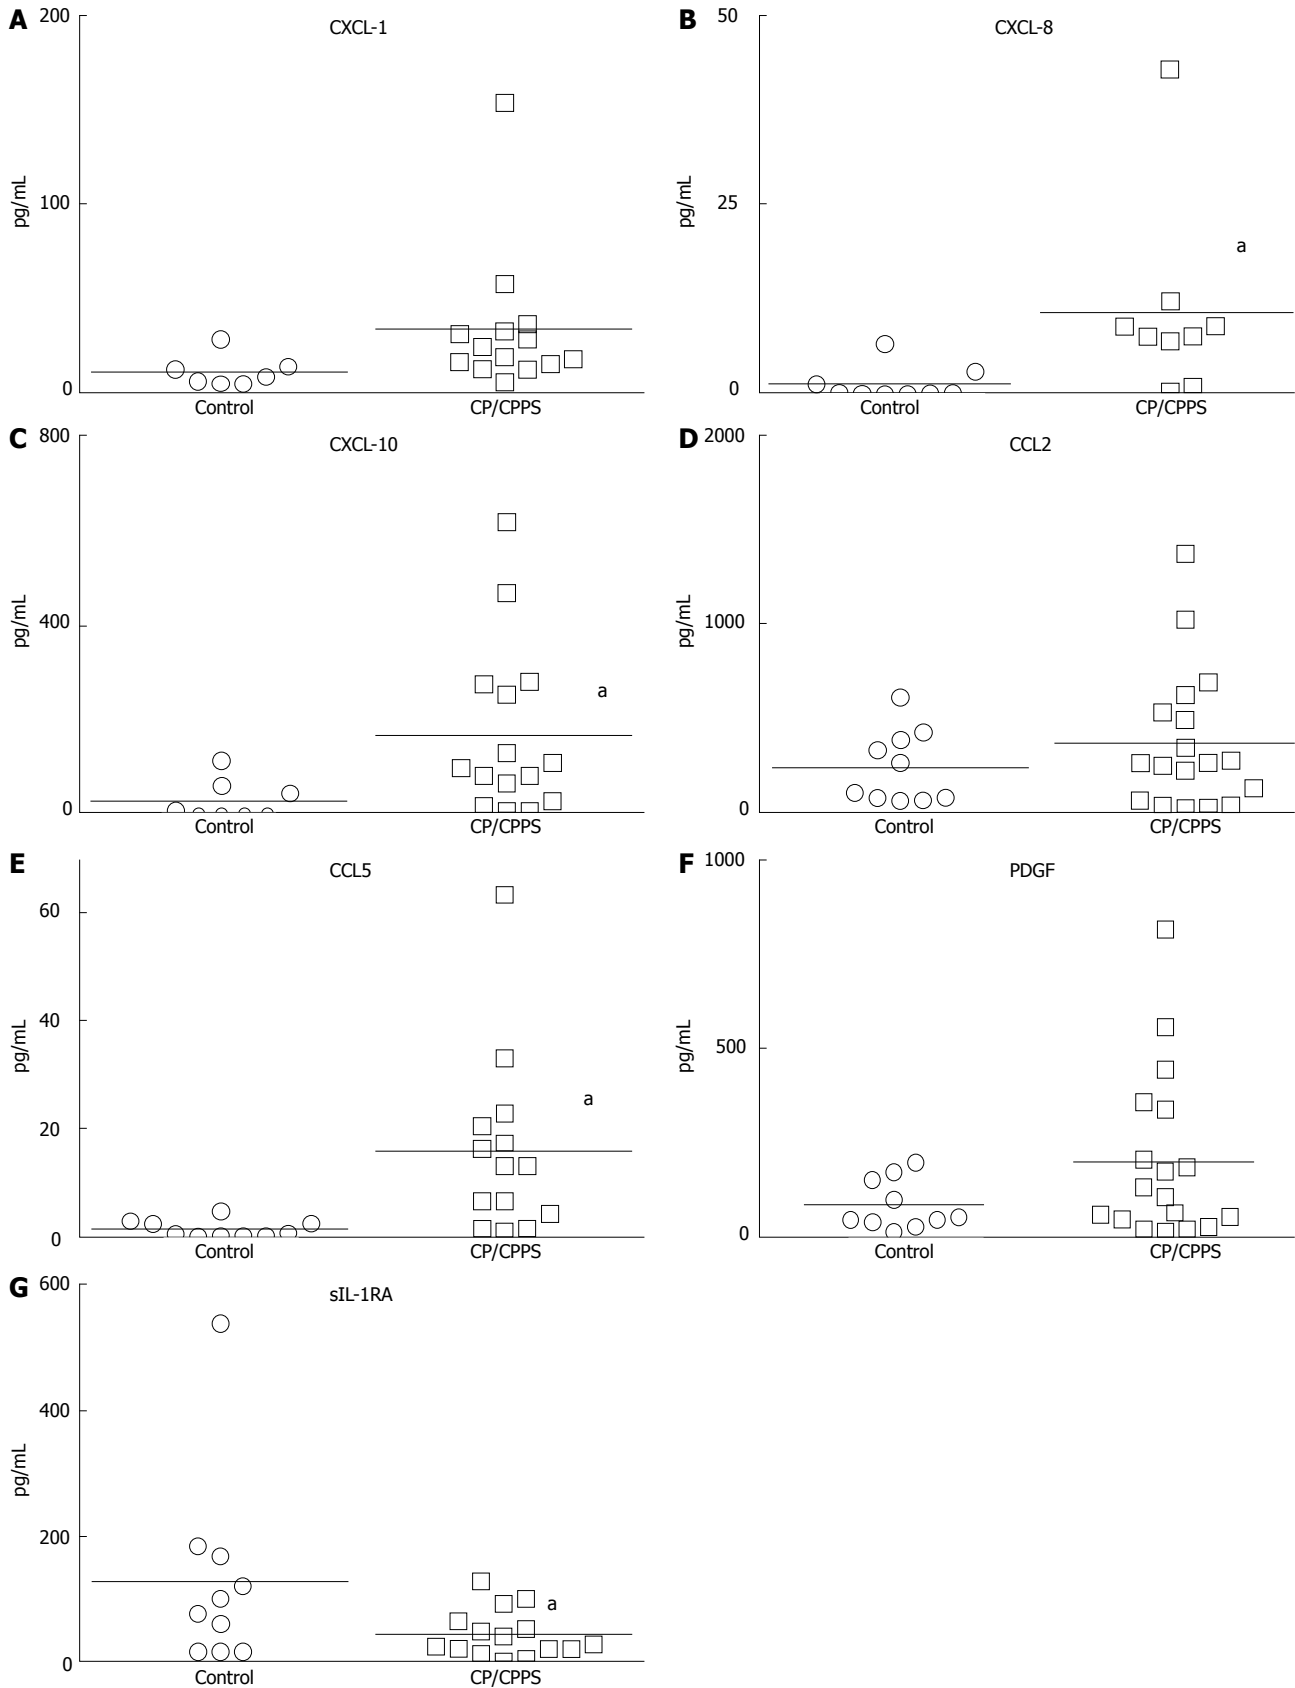 A
CXCL-1
200
100
0
pg/mL
Control
CP/CPPS
B
CXCL-8
50
25
0
pg/mL
a
Control
CP/CPPS
C
CXCL-10
800
400
0
pg/mL
a
Control
CP/CPPS
D
CCL2
2000
1000
0
pg/mL
Control
CP/CPPS
E
CCL5
60
40
20
0
pg/mL
a
Control
CP/CPPS
F
PDGF
1000
500
0
pg/mL
Control
CP/CPPS
G
sIL-1RA
600
400
200
0
pg/mL
a
Control
CP/CPPS